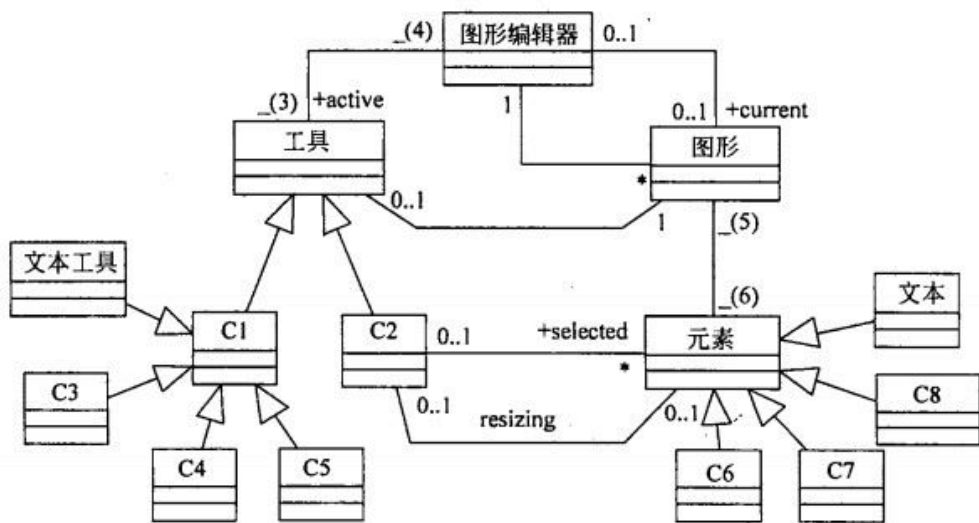 _(4)
图形编辑器
0..1
_(3)
+active
1
0..1
+current
工具
图形
0..1
*
1
_(5)
文本工具
_(6)
文本
C1
C2
0..1
+selected
元素
*
C3
0..1
resizing
0..1
C8
C4
C5
C6
C7